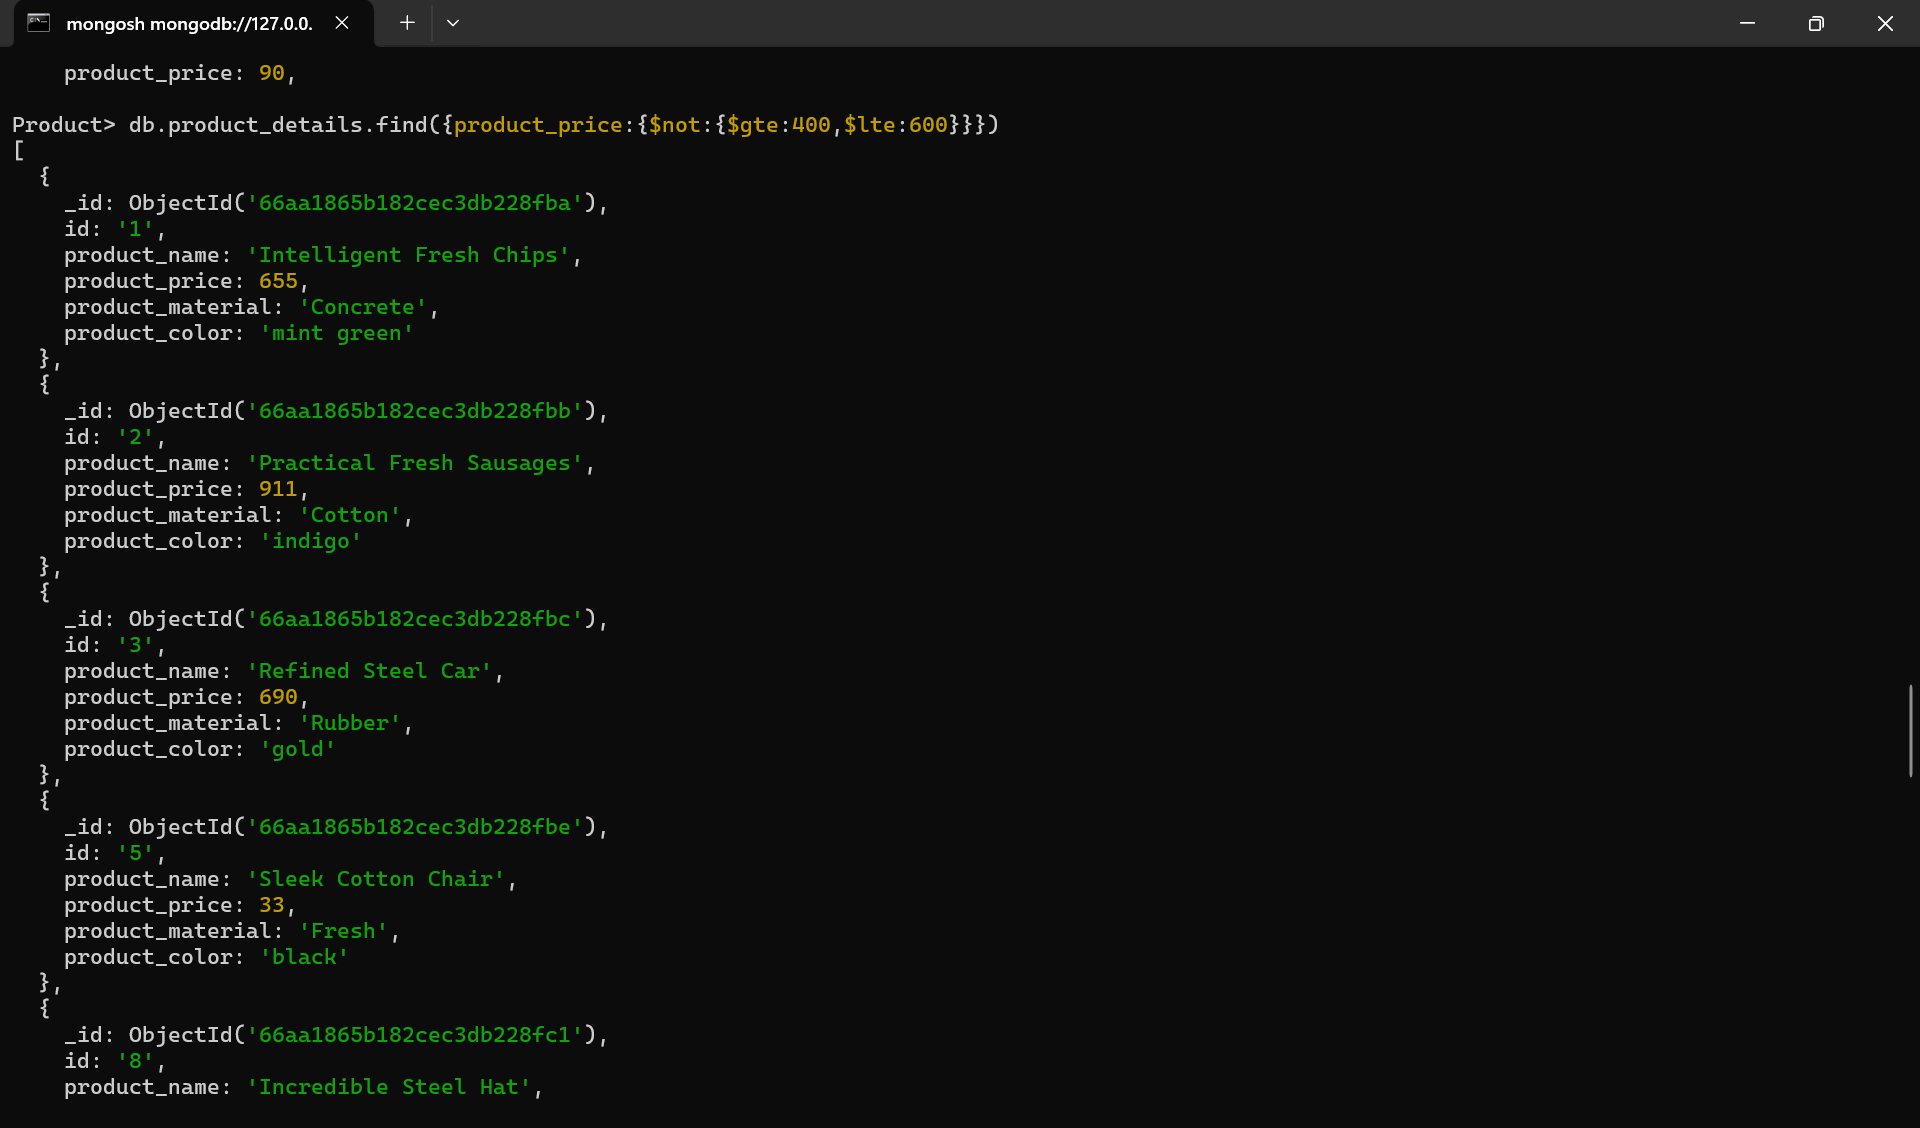 mongosh mongodb://127.0.0.
product_price: 90,
Product> db.product_details.find({product_price:{$not:{$gte:400,$lte:600}}})
[
{
_id: ObjectId('66aa1865b182cec3db228fba'),
id: '1',
product_name: 'Intelligent Fresh Chips',
product_price: 655,
product_material: 'Concrete',
product_color: 'mint green'
},
{
_id: ObjectId('66aa1865b182cec3db228fbb'),
id: '2',
product_name: 'Practical Fresh Sausages',
product_price: 911,
product_material: 'Cotton',
product_color: 'indigo'
},
{
_id: ObjectId('66aa1865b182cec3db228fbc'),
id: '3',
product_name: 'Refined Steel Car',
product_price: 690,
product_material: 'Rubber',
product_color: 'gold'
},
{
_id: ObjectId('66aa1865b182cec3db228fbe'),
id: '5',
product_name: 'Sleek Cotton Chair',
product_price: 33,
product_material: 'Fresh',
product_color: 'black'
},
{
_id: ObjectId('66aa1865b182cec3db228fc1'),
id: '8',
product_name: 'Incredible Steel Hat',